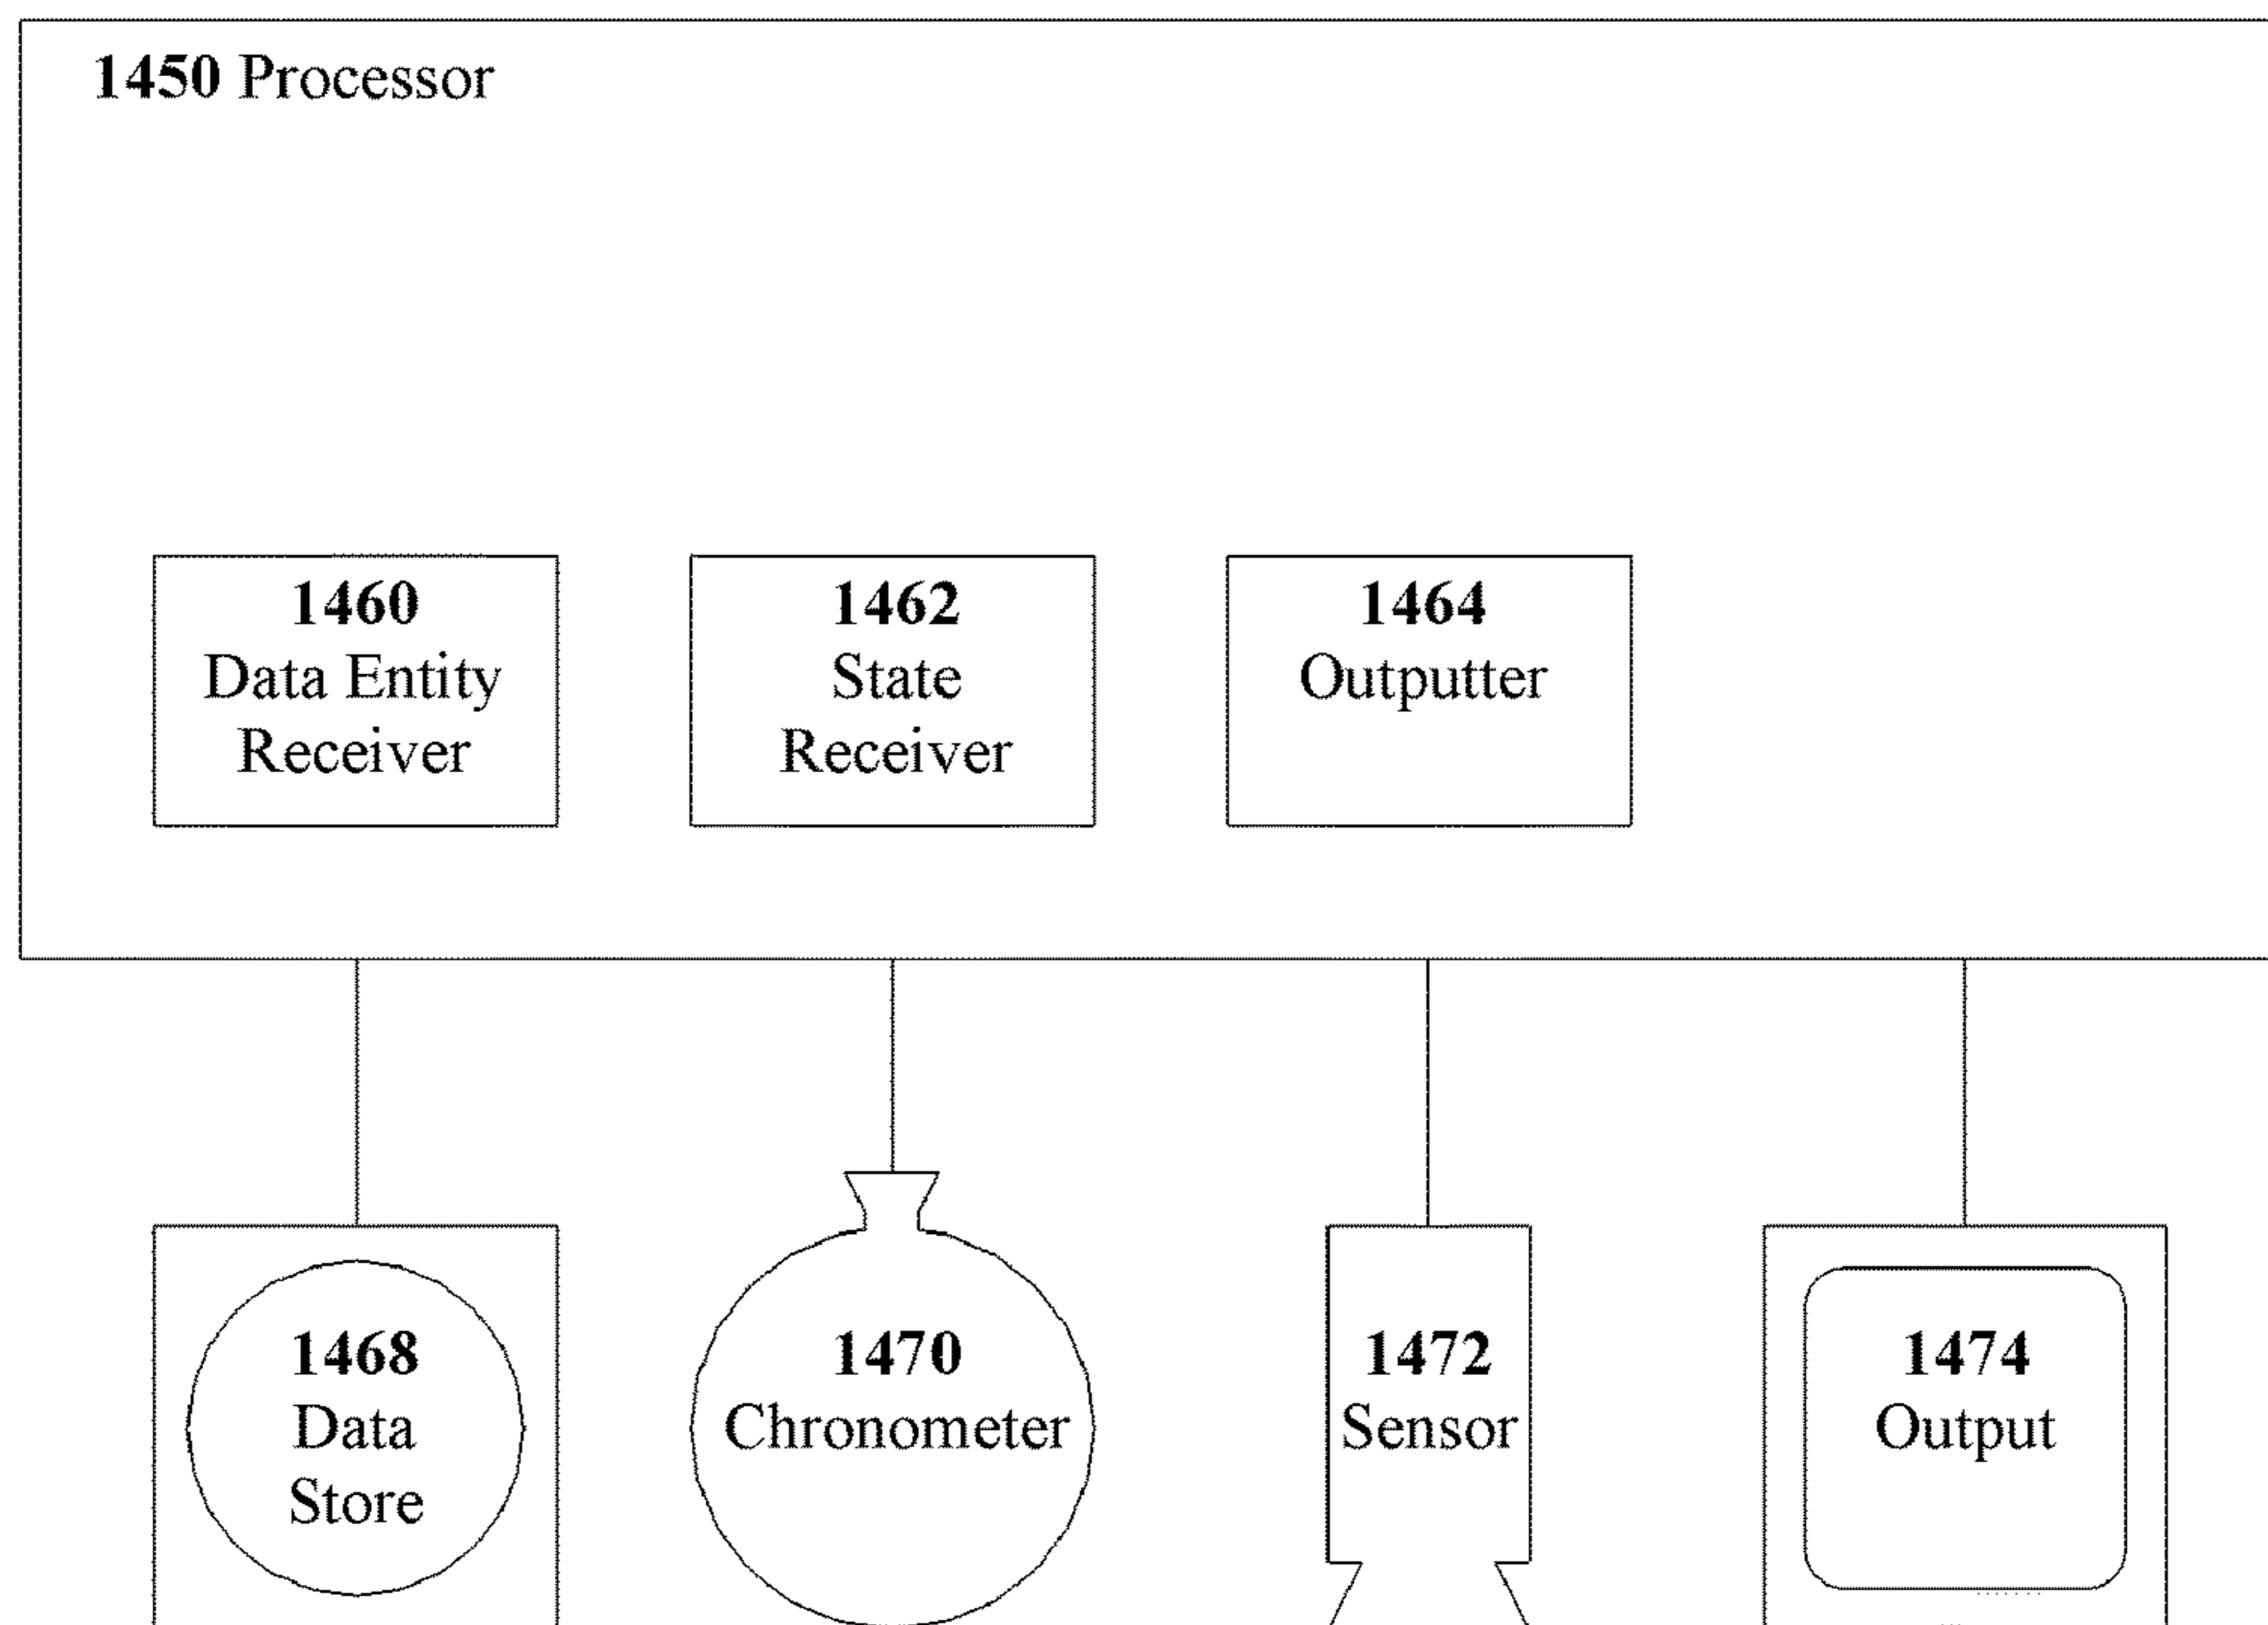 1450 Processor
1460
Data Entity
Receiver
1462
State
Receiver
1464
Outputter
1468
Data
Store
1470
Chronometer
1472
Sensor
1474
Output